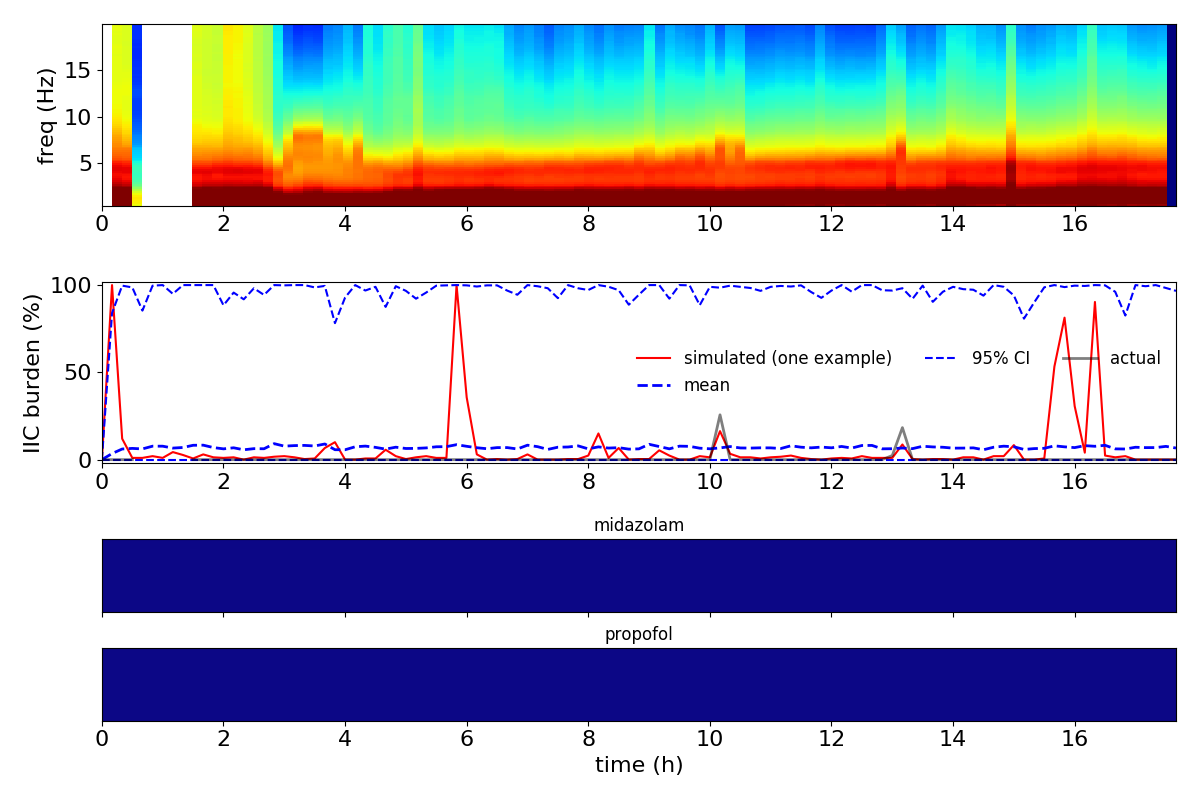 freq (Hz)
15
10
5
0 2 4 6 8 10 12 14 16
IIC burden (%)
100
50
0
simulated (one example)
mean
95% CI
actual
0 2 4 6 8 10 12 14 16
midazolam
propofol
0 2 4 6 8 10 12 14 16
time (h)